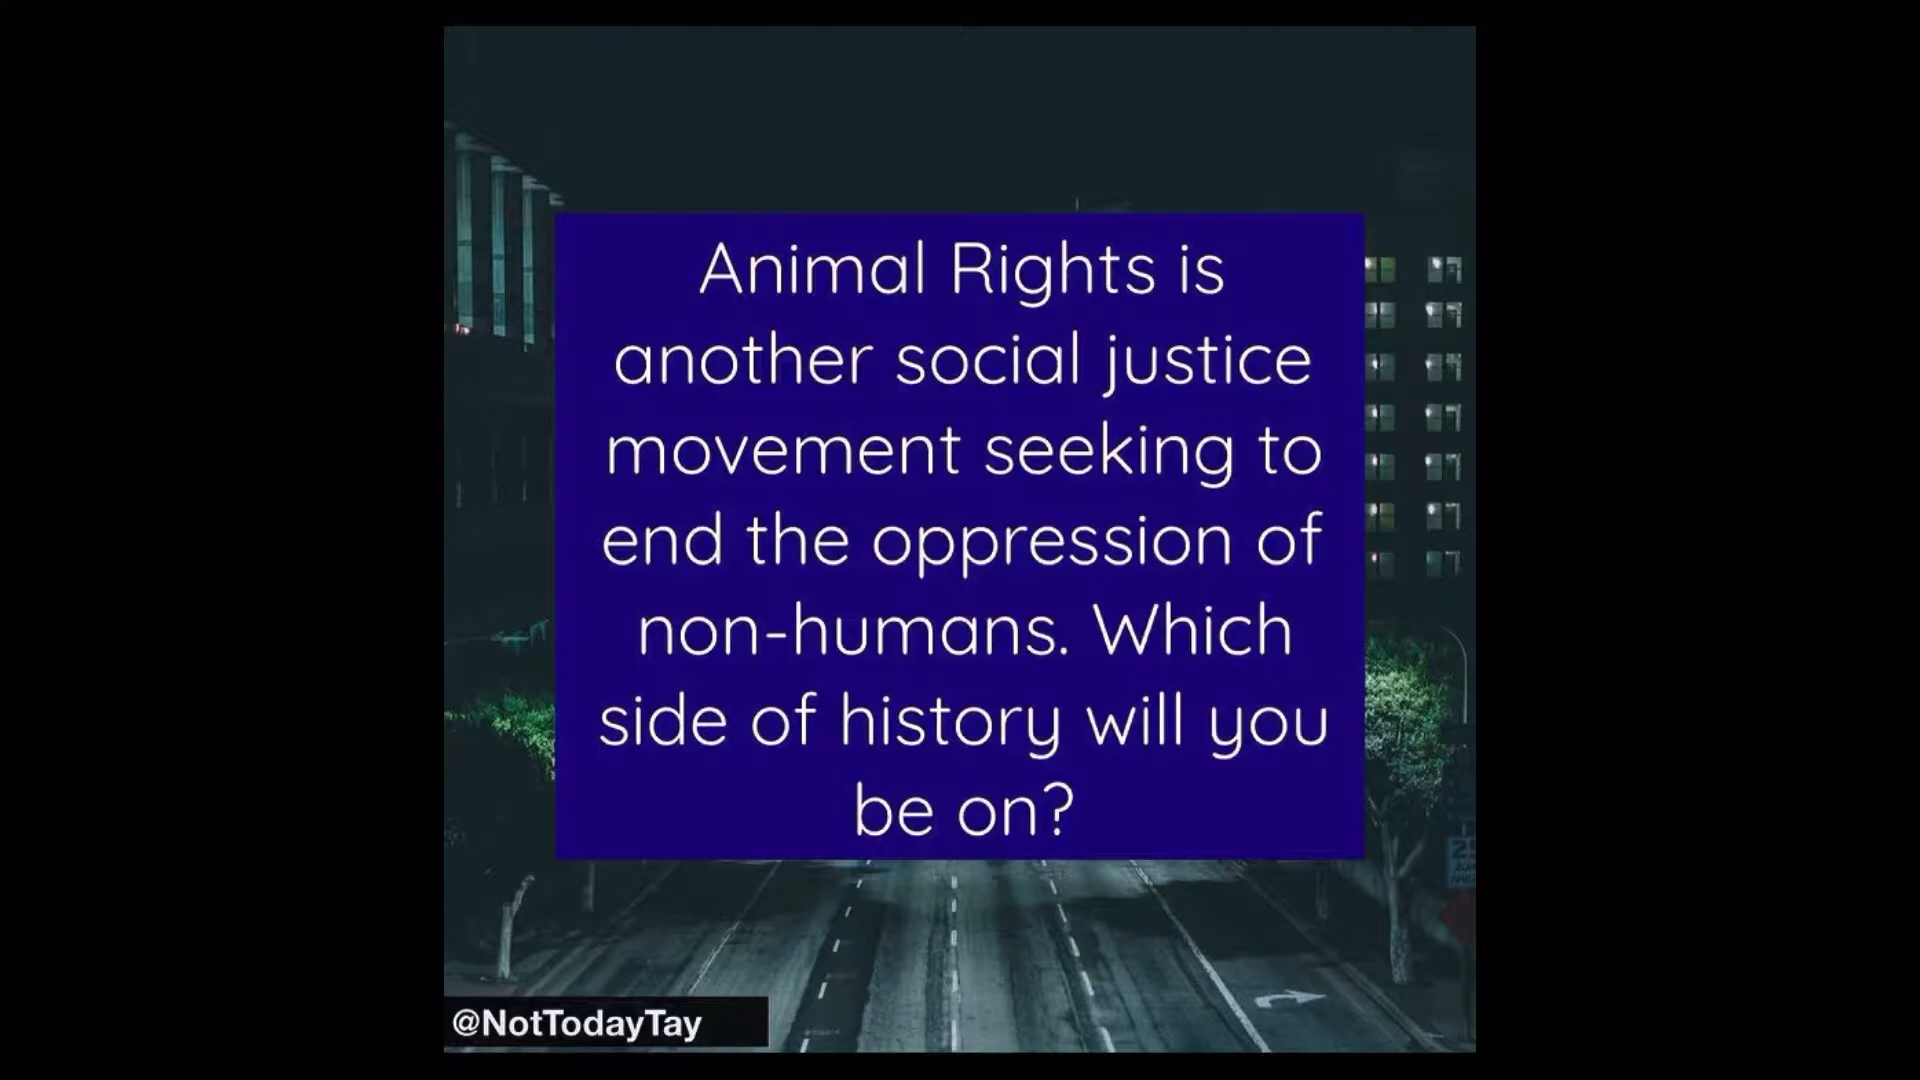 Animal Rights is
another social justice
movement seeking to
end the oppression of
non-humans. Which
side of history will you
be on?
@NotTodayTay